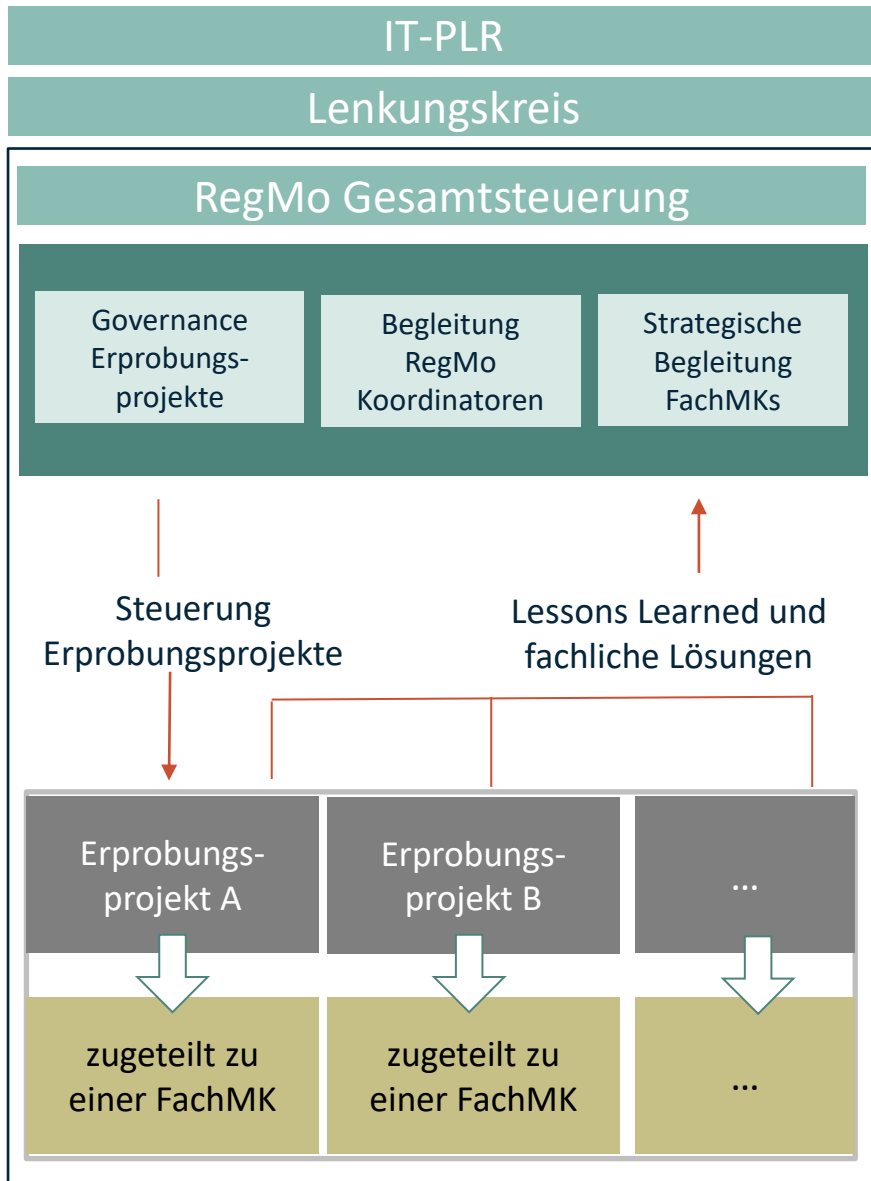 IT-PLR
Lenkungskreis
RegMo Gesamtsteuerung
Governance
Erprobungs-
projekte
Begleitung
RegMo
Koordinatoren
Strategische
Begleitung
FachMKs
Steuerung
Erprobungsprojekte
Lessons Learned und
fachliche Lösungen
Erprobungs-
projekt A
Erprobungs-
projekt B
...
zugeteilt zu
einer FachMK
zugeteilt zu
einer FachMK
...